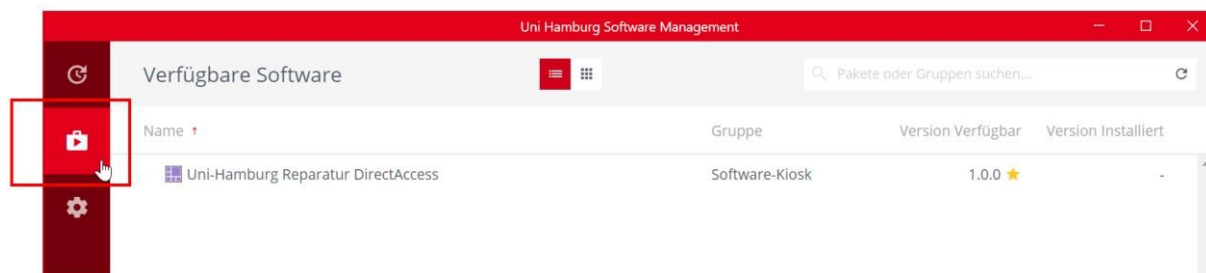 Uni Hamburg Software Management
Verfügbare Software
Pakete oder Gruppen suchen...
Name Gruppe Version Verfügbar Version Installiert
Uni-Hamburg Reparatur DirectAccess Software-Kiosk 1.0.0 -